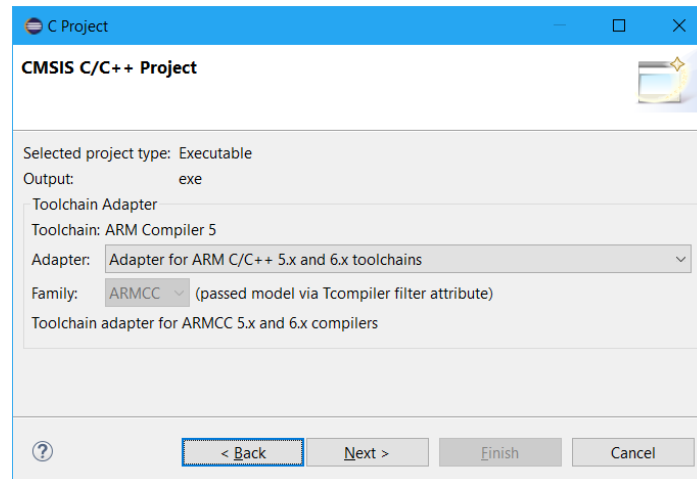 C Project
CMSIS C/C++ Project
Selected project type: Executable
Output: exe
Toolchain Adapter
Toolchain: ARM Compiler 5
Adapter: Adapter for ARM C/C++ 5.x and 6.x toolchains
Family: ARMCC (passed model via Tcompiler filter attribute)
Toolchain adapter for ARMCC 5.x and 6.x compilers
? < Back Next > Finish Cancel